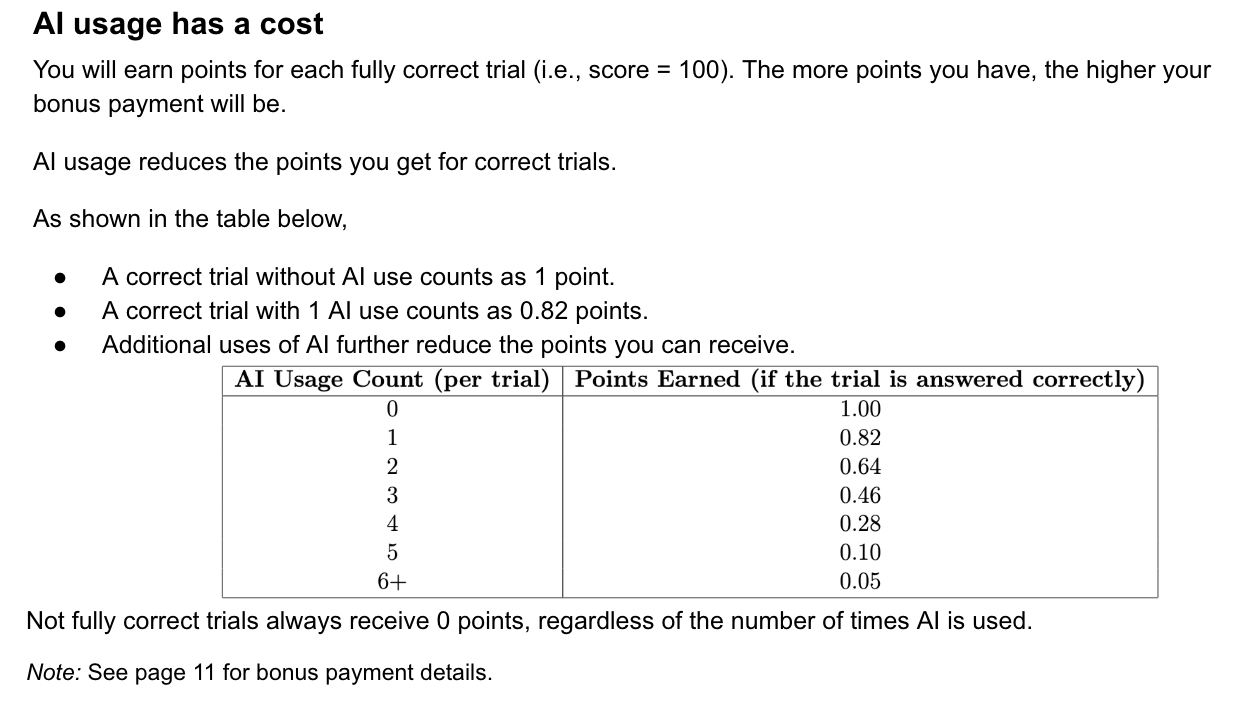 AI usage has a cost
You will earn points for each fully correct trial (i.e., score = 100). The more points you have, the higher your
bonus payment will be.
AI usage reduces the points you get for correct trials.
As shown in the table below,
● A correct trial without AI use counts as 1 point.
● A correct trial with 1 AI use counts as 0.82 points.
● Additional uses of AI further reduce the points you can receive.
AI Usage Count (per trial) Points Earned (if the trial is answered correctly)
0 1.00
1 0.82
2 0.64
3 0.46
4 0.28
5 0.10
6+ 0.05
Not fully correct trials always receive 0 points, regardless of the number of times AI is used.
Note: See page 11 for bonus payment details.